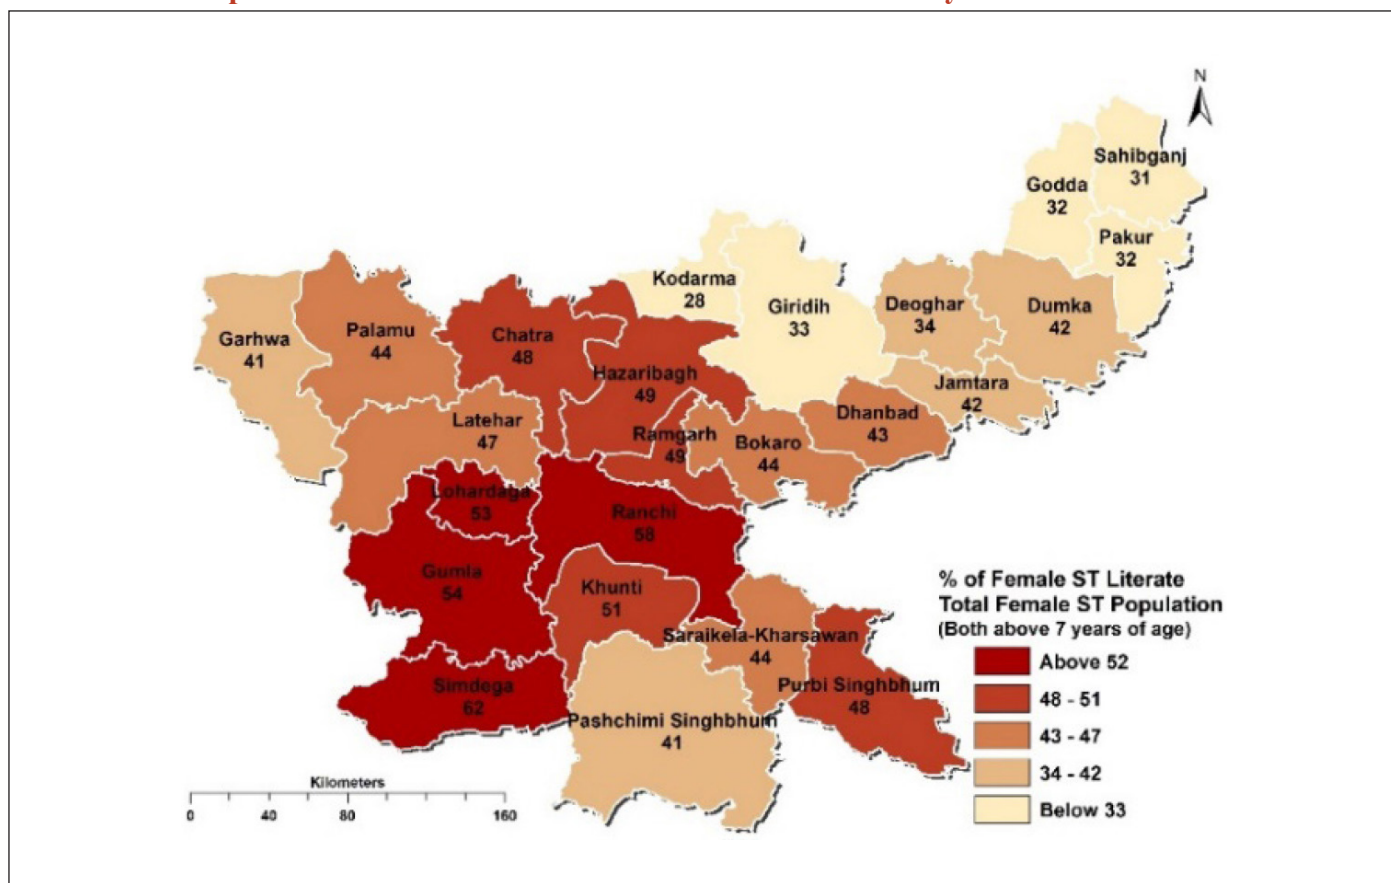 N
Sahibganj
31
Godda
32
Pakur
32
Kodarma
28
Giridih
33
Deoghar
34
Dumka
42
Jamtara
42
Garhwa
41
Palamu
44
Chatra
48
Hazaribagh
49
Latehar
47
Ramgarh
49
Bokaro
44
Dhanbad
43
Lohardaga
53
Ranchi
58
Gumla
54
Khunti
51
Saraikela-Kharsawan
44
Simdega
62
Purbi Singhbhum
48
Pashchimi Singhbhum
41
% of Female ST Literate
Total Female ST Population
(Both above 7 years of age)
Above 52
48 - 51
43 - 47
34 - 42
Below 33
Kilometers
0 40 80 160